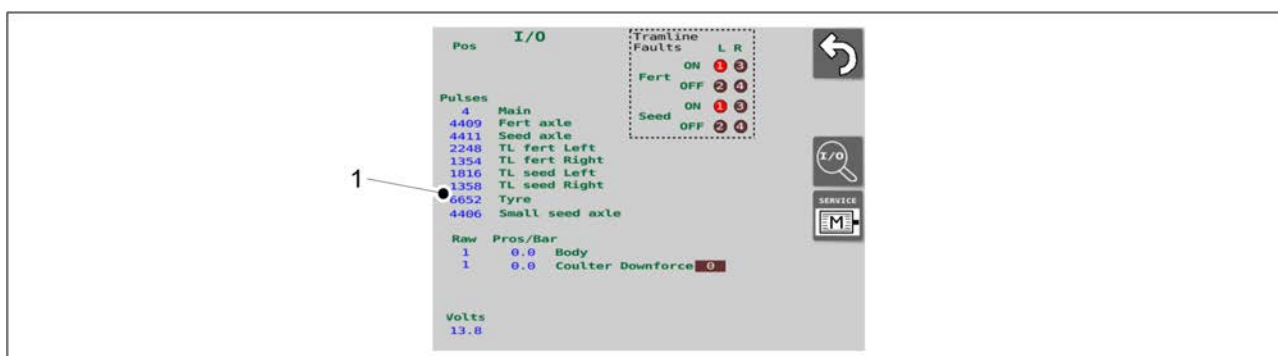 I/O
Pos
Tramline
Faults L R
ON 1 3
Fert
OFF 2 4
ON 1 3
Seed
OFF 2 4
Pulses
4 Main
4409 Fert axle
4411 Seed axle
2248 TL fert Left
1354 TL fert Right
1816 TL seed Left
1358 TL seed Right
6652 Tyre
4406 Small seed axle
Raw Pros/Bar
1 0.0 Body
1 0.0 Coulter Downforce 0
Volts
13.8
I/O
SERVICE
M
1